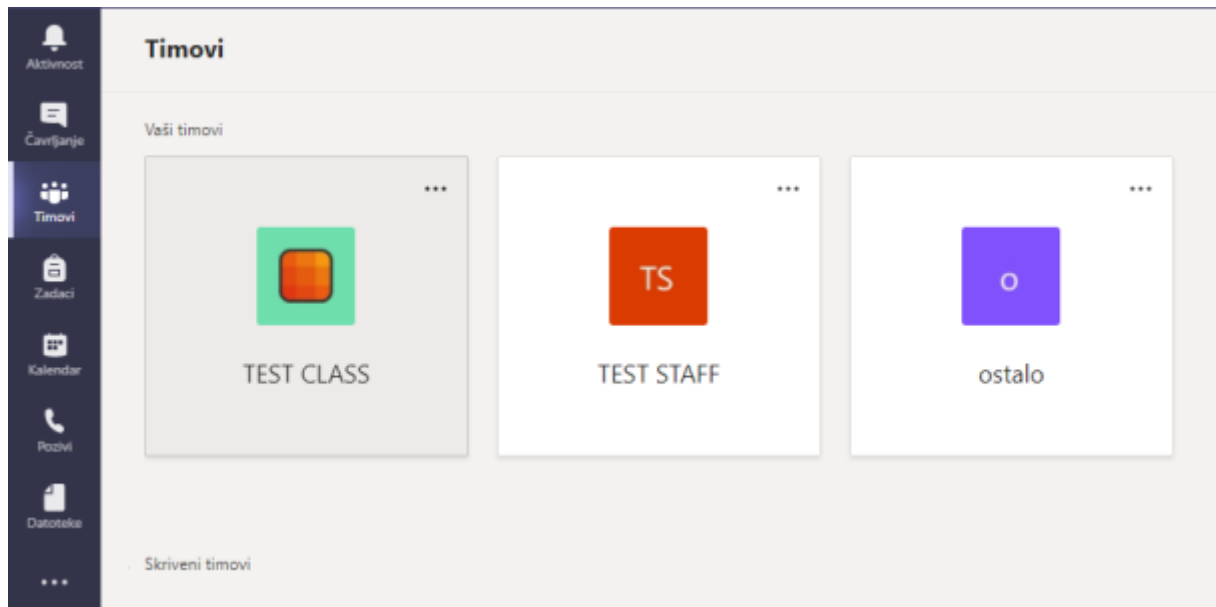 Aktivnost
Čavrljanje
Timovi
Zadaci
Kalendar
Pozivi
Datoteke
Timovi
Vaši timovi
TEST CLASS
TS
TEST STAFF
o
ostalo
Skriveni timovi